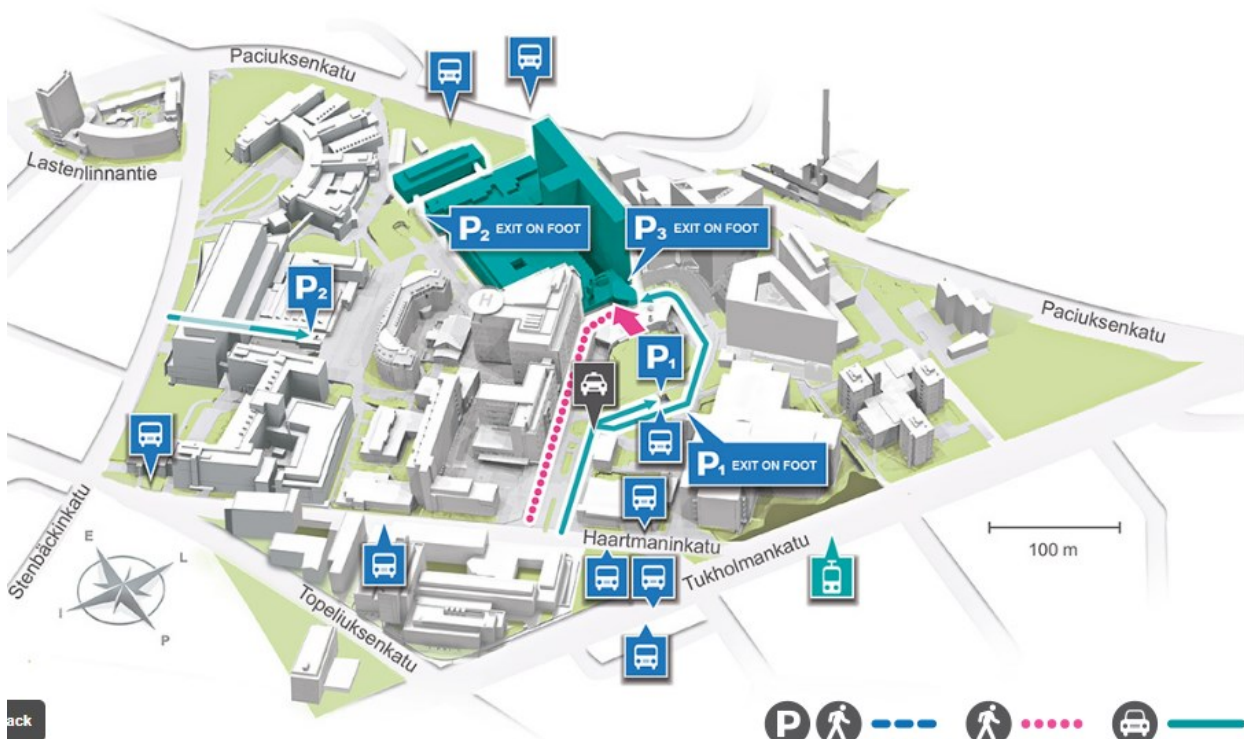 Paciuksenkatu
Lastenlinnantie
P2 EXIT ON FOOT
P3 EXIT ON FOOT
P2
H
Paciuksenkatu
P1
P1 EXIT ON FOOT
Stenbäckinkatu
Haartmaninkatu
Tukholmankatu
100 m
Topeliuksenkatu
E
L
I
P
ack
P